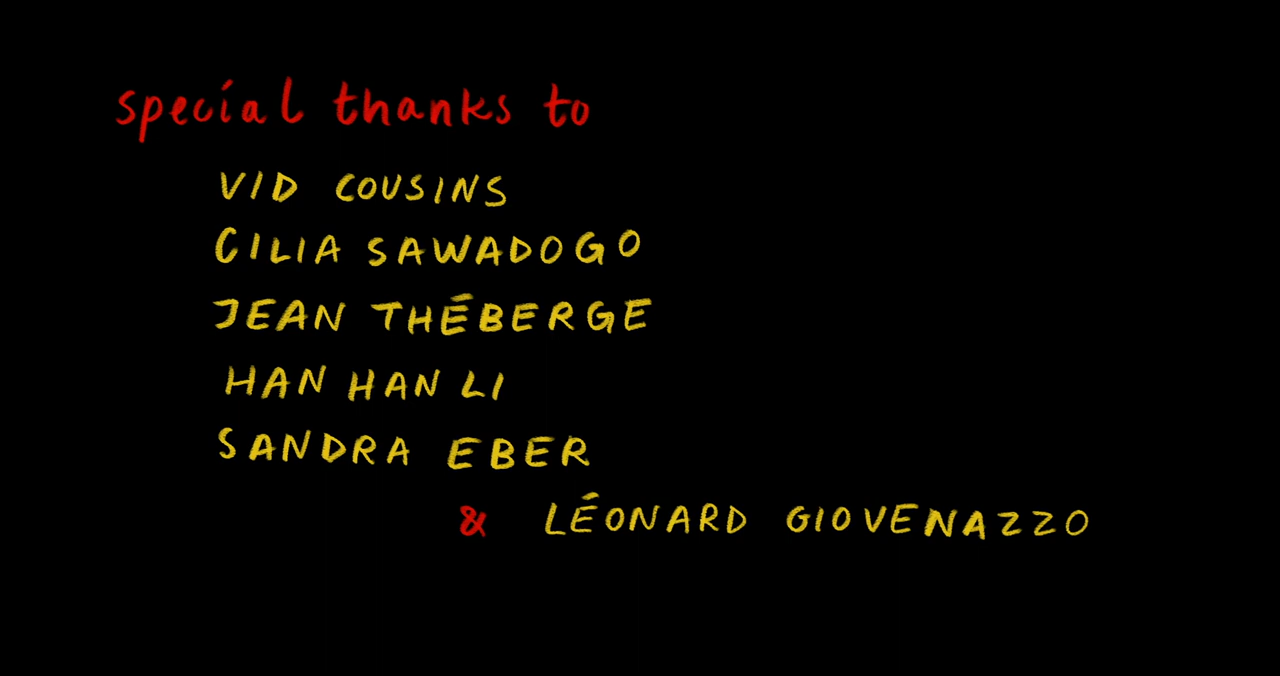 special thanks to
VID COUSINS
CILIA SAWADOGO
JEAN THÉBERGE
HAN HAN LI
SANDRA EBER
& LÉONARD GIOVENAZZO